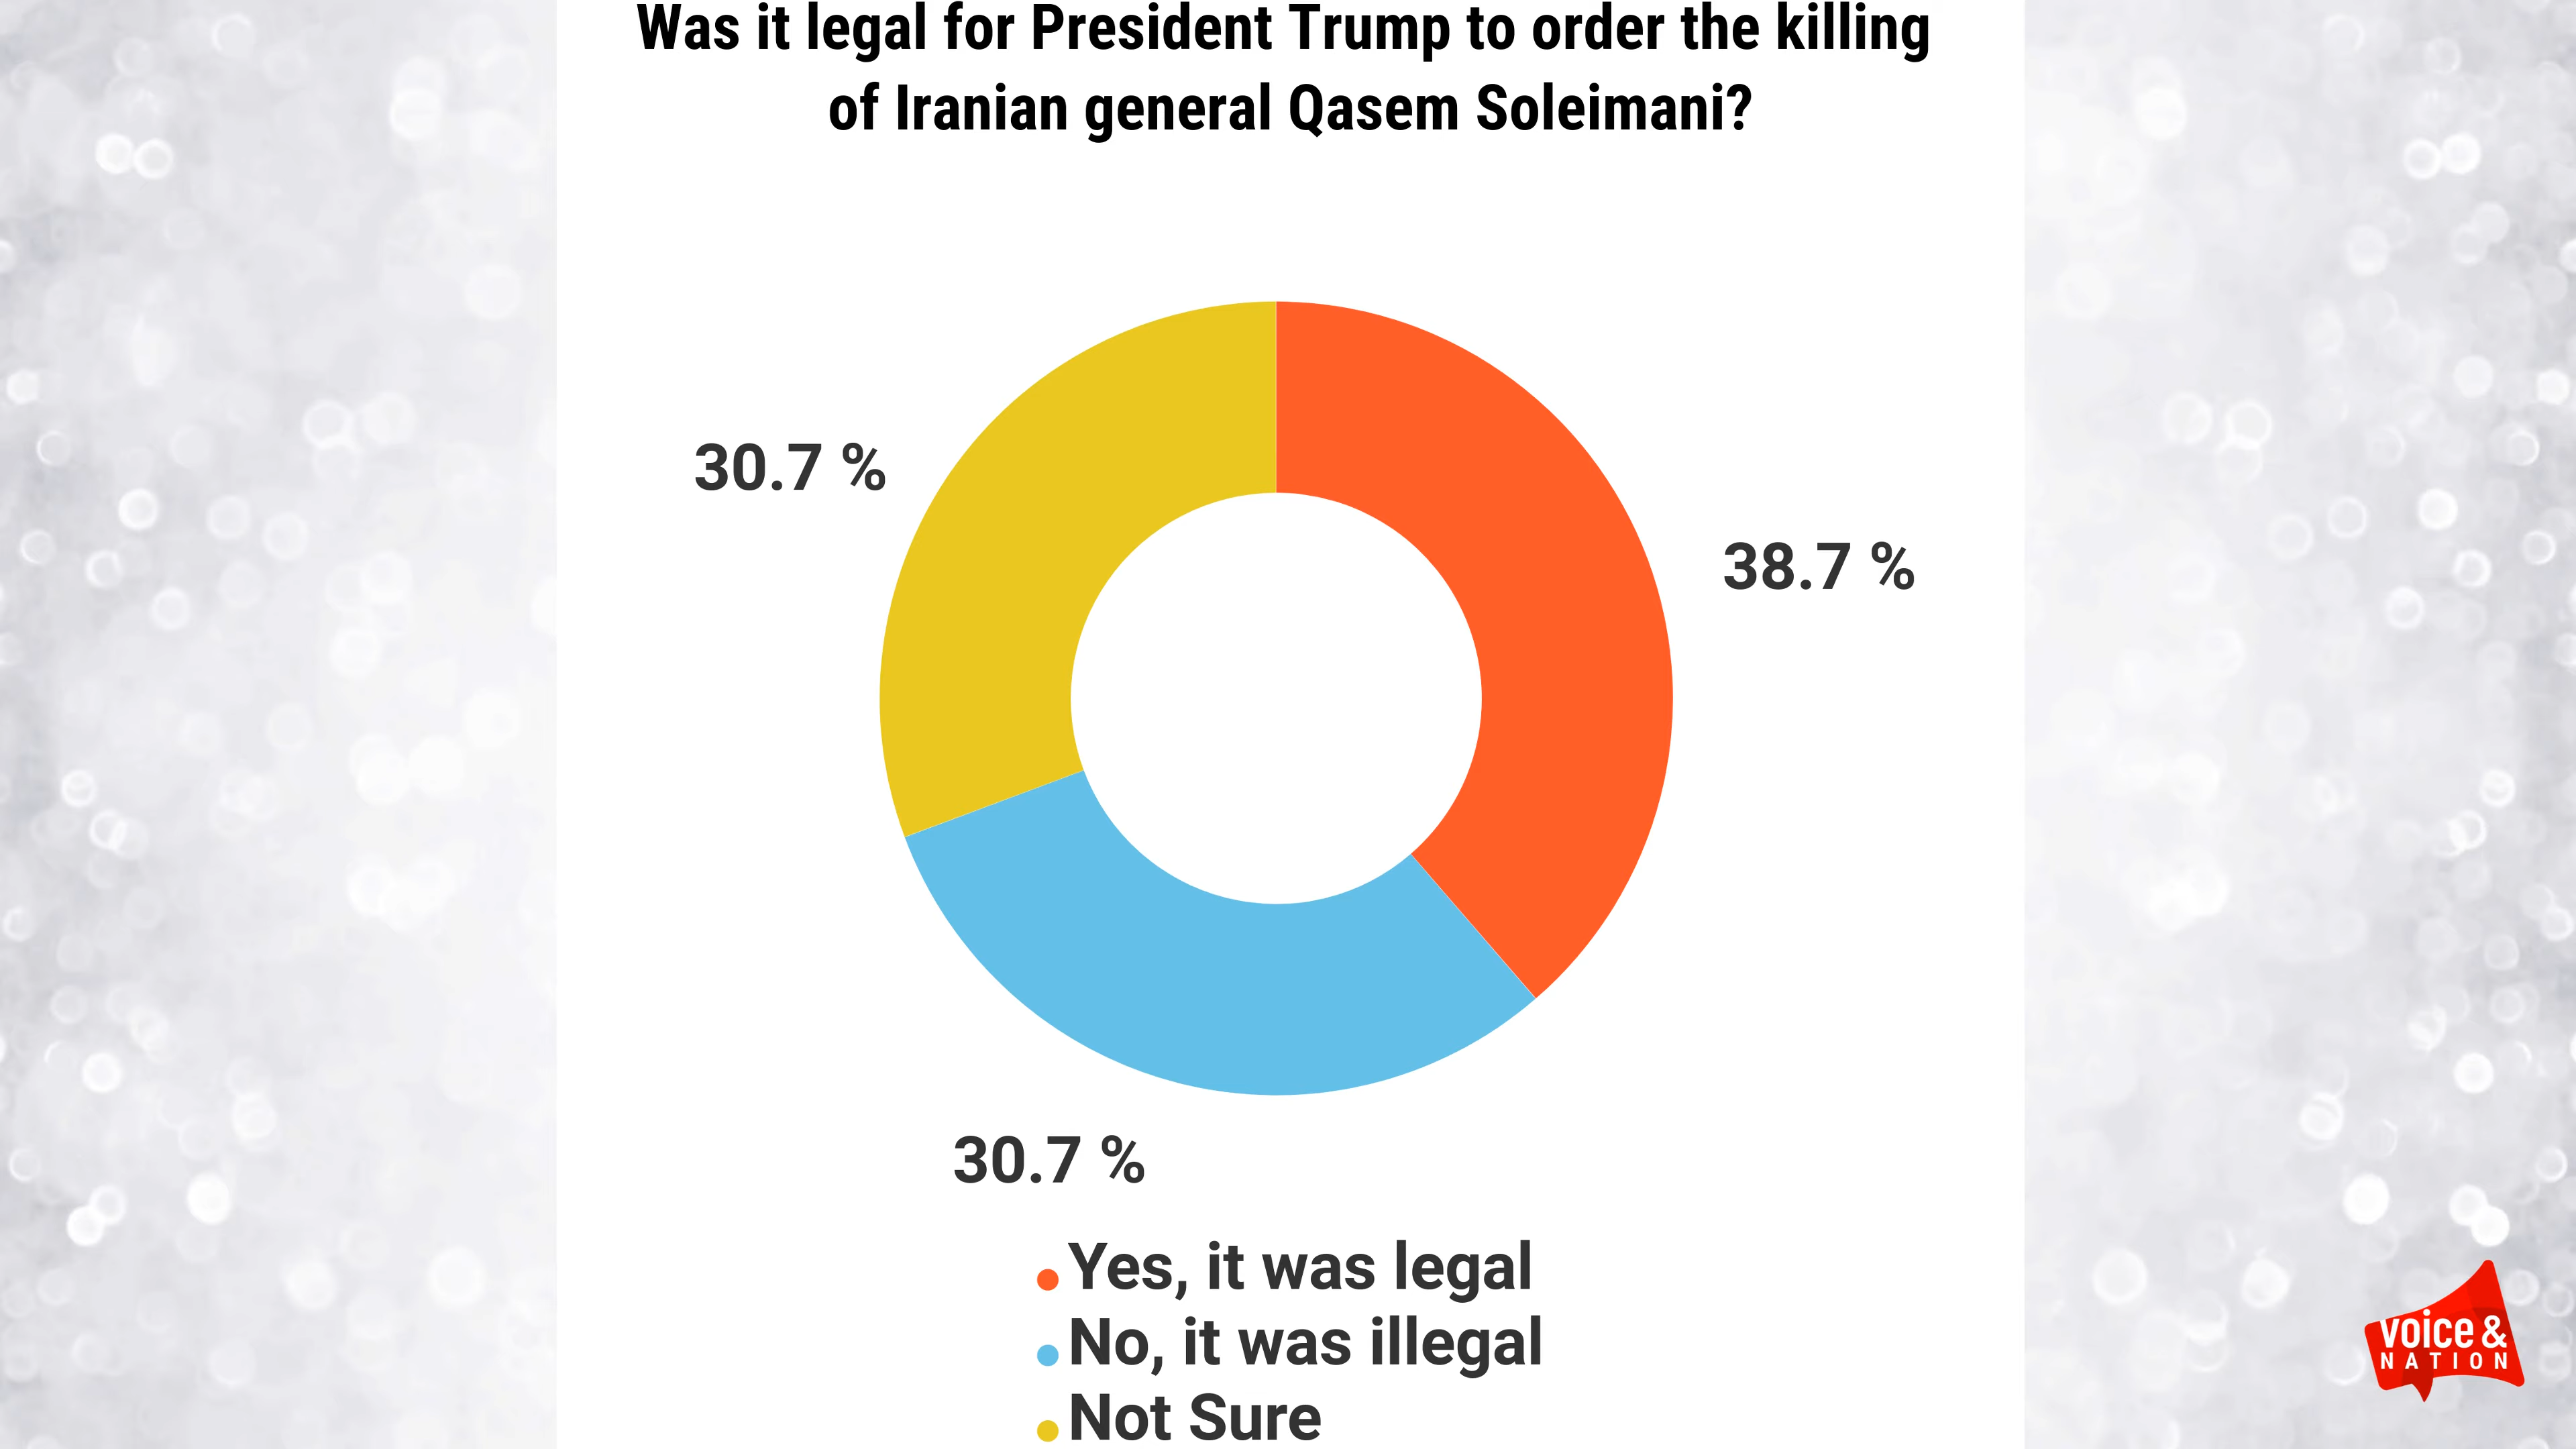 Was it legal for President Trump to order the killing
of Iranian general Qasem Soleimani?
30.7 %
38.7 %
30.7 %
Yes, it was legal
No, it was illegal
Not Sure
voice &
NATION